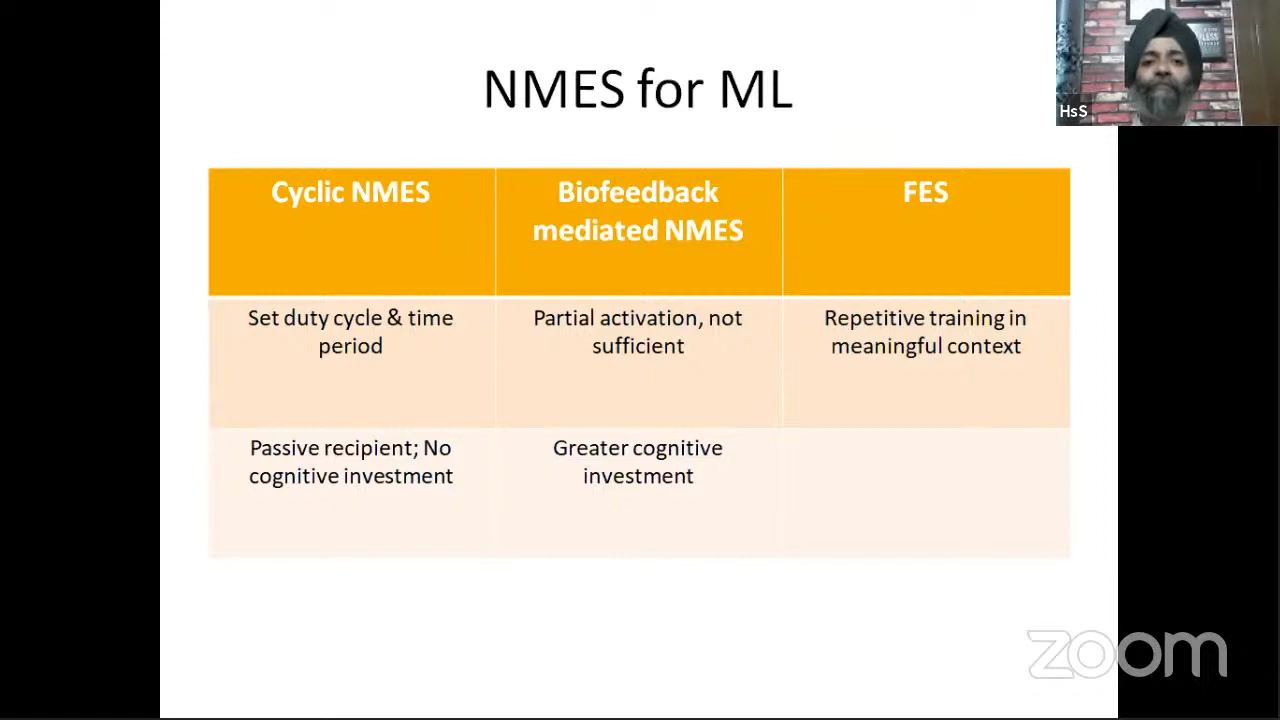 NMES for ML
HsS
Cyclic NMES
Biofeedback
mediated NMES
FES
Set duty cycle & time
period
Partial activation, not
sufficient
Repetitive training in
meaningful context
Passive recipient; No
cognitive investment
Greater cognitive
investment
zoom